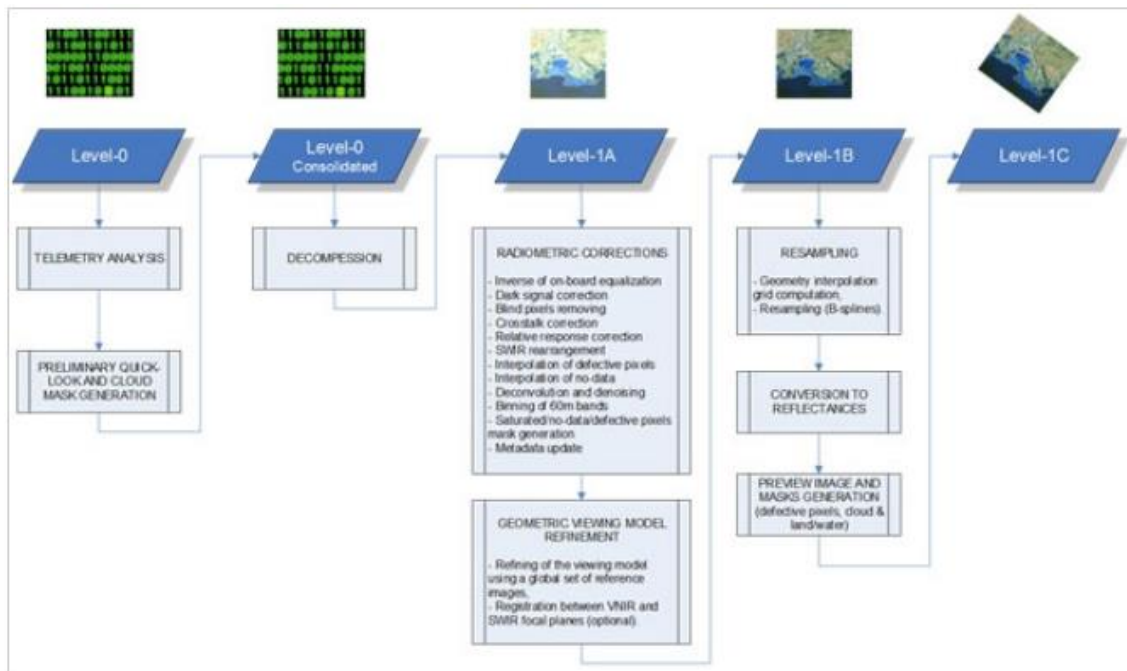 Level-0
Level-0
Consolidated
Level-1A
Level-1B
Level-1C
TELEMETRY ANALYSIS
PRELIMINARY QUICK-
LOOK AND CLOUD
MASK GENERATION
DECOMPESSION
RADIOMETRIC CORRECTIONS
- Inverse of on-board equalization
- Dark signal correction
- Blind pixels removing
- Crosstalk correction
- Relative response correction
- SWIR rearrangement
- Interpolation of defective pixels
- Interpolation of no-data
- Deconvolution and denoising
- Binning of 60m bands
- Saturated/no-data/defective pixels
mask generation
- Metadata update
GEOMETRIC VIEWING MODEL
REFINEMENT
- Refining of the viewing model
using a global set of reference
images,
- Registration between VNIR and
SWIR focal planes (optional).
RESAMPLING
- Geometry interpolation
grid computation,
- Resampling (B-splines).
CONVERSION TO
REFLECTANCES
PREVIEW IMAGE AND
MASKS GENERATION
(defective pixels, cloud &
land/water)